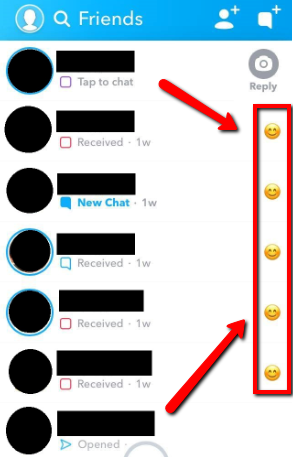 Friends
Tap to chat
Reply
Received · 1w
New Chat · 1w
Received · 1w
Received · 1w
Received · 1w
Opened ·